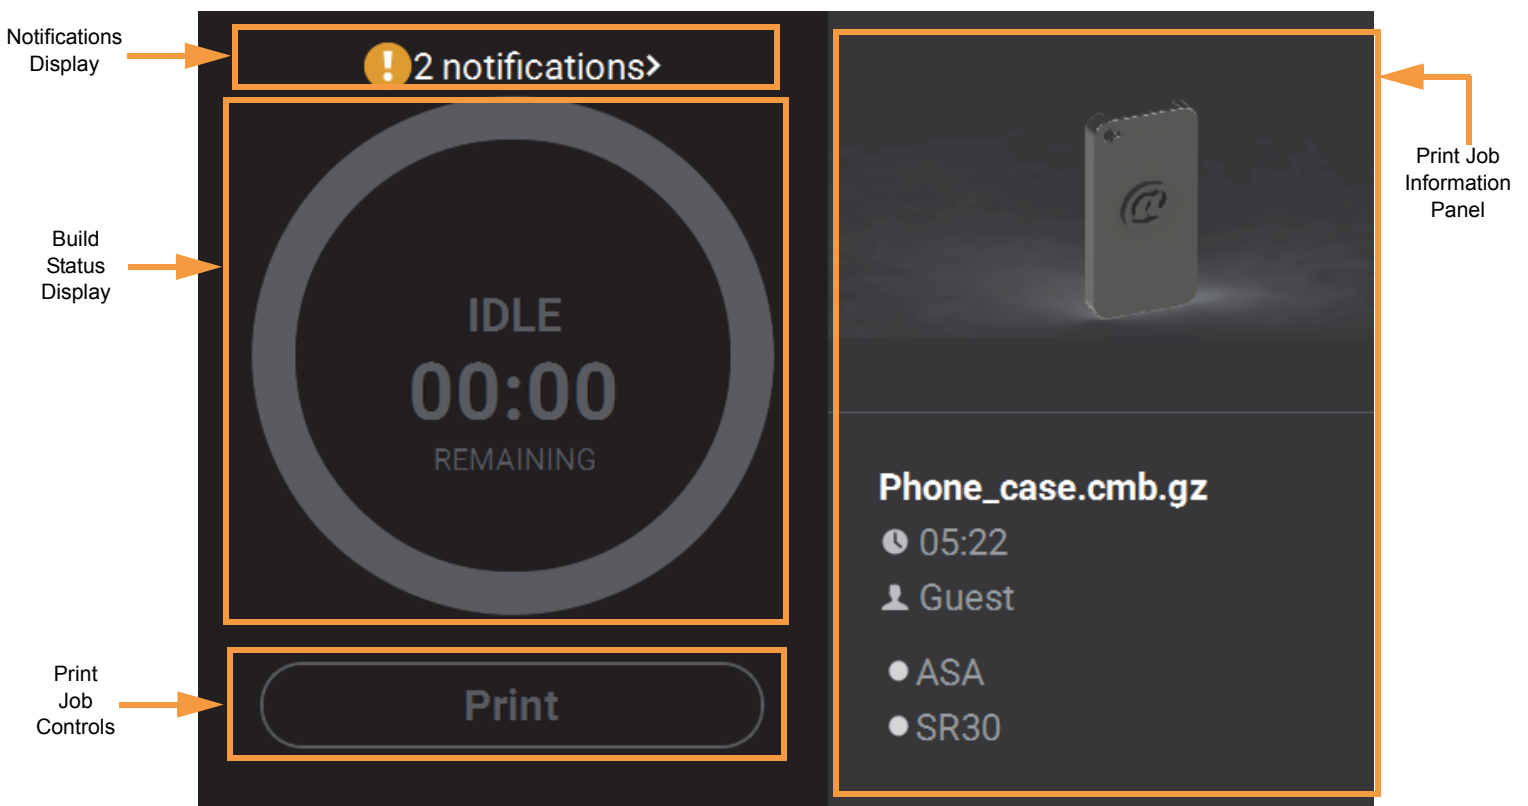 Notifications
Display
2 notifications>
Build
Status
Display
IDLE
00:00
REMAINING
Print
Job
Controls
Print
Print Job
Information
Panel
@
Phone_case.cmb.gz
05:22
Guest
ASA
SR30